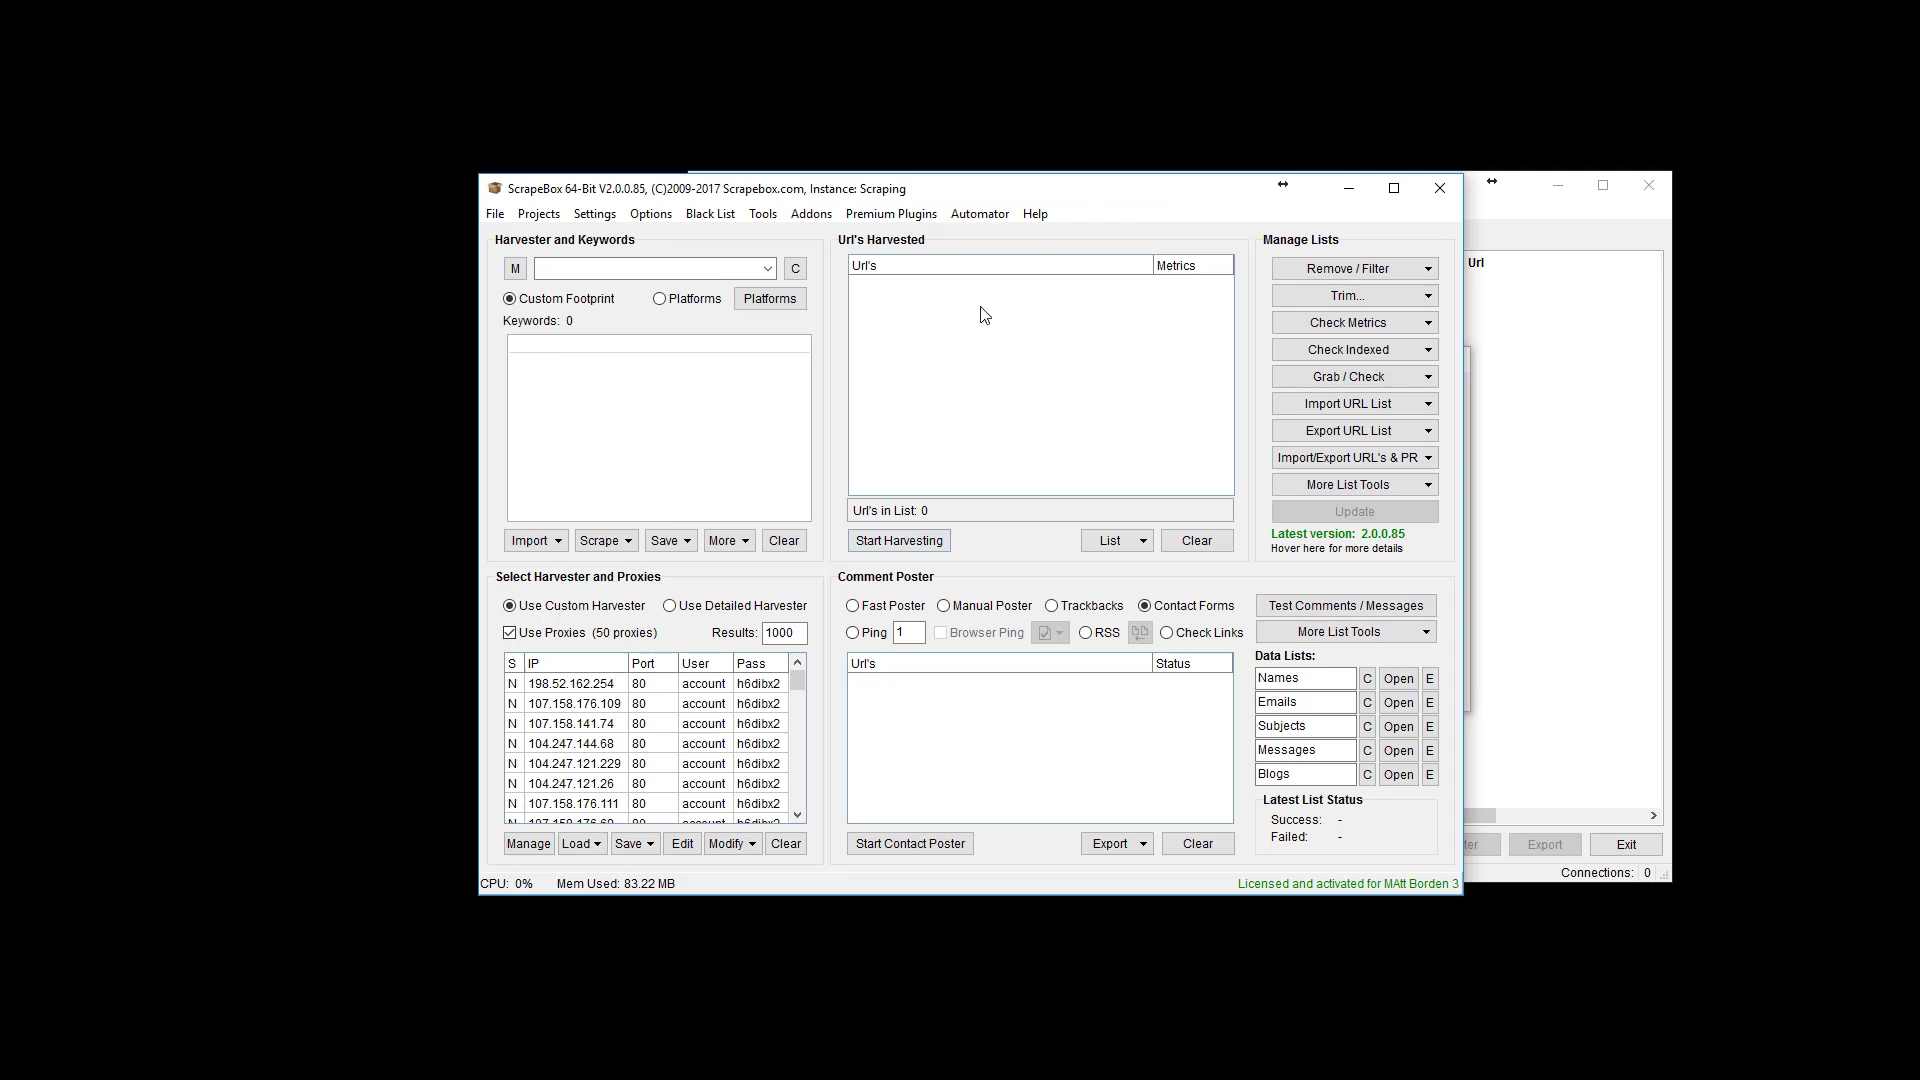 ScrapeBox 64-Bit V2.0.0.85, (C)2009-2017 Scrapebox.com, Instance: Scraping
File Projects Settings Options Black List Tools Addons Premium Plugins Automator Help
Harvester and Keywords
M
C
Custom Footprint Platforms Platforms
Keywords: 0
Import Scrape Save More Clear
Url's Harvested
Url's Metrics
Url's in List: 0
Start Harvesting List Clear
Manage Lists
Remove / Filter
Trim...
Check Metrics
Check Indexed
Grab / Check
Import URL List
Export URL List
Import/Export URL's & PR
More List Tools
Update
Latest version: 2.0.0.85
Hover here for more details
Url
Select Harvester and Proxies
Use Custom Harvester Use Detailed Harvester
Use Proxies (50 proxies) Results: 1000
S IP Port User Pass
N 198.52.162.254 80 account h6dibx2
N 107.158.176.109 80 account h6dibx2
N 107.158.141.74 80 account h6dibx2
N 104.247.144.68 80 account h6dibx2
N 104.247.121.229 80 account h6dibx2
N 104.247.121.26 80 account h6dibx2
N 107.158.176.111 80 account h6dibx2
Manage Load Save Edit Modify Clear
Comment Poster
Fast Poster Manual Poster Trackbacks Contact Forms
Ping 1 Browser Ping RSS Check Links
Url's Status
Start Contact Poster Export Clear
Test Comments / Messages
More List Tools
Data Lists:
Names C Open E
Emails C Open E
Subjects C Open E
Messages C Open E
Blogs C Open E
Latest List Status
Success: -
Failed: -
Export Exit
Connections: 0
CPU: 0% Mem Used: 83.22 MB
Licensed and activated for MAtt Borden 3